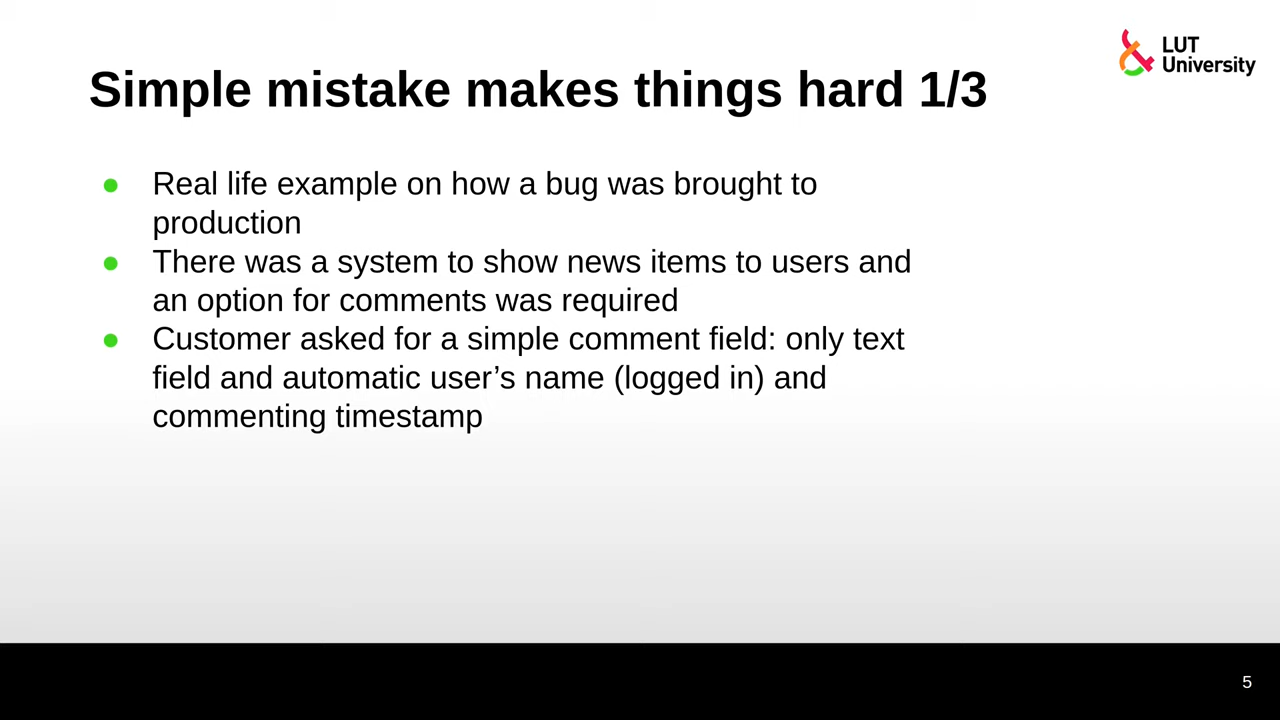 LUT
University
Simple mistake makes things hard 1/3
● Real life example on how a bug was brought to
production
● There was a system to show news items to users and
an option for comments was required
● Customer asked for a simple comment field: only text
field and automatic user’s name (logged in) and
commenting timestamp
5